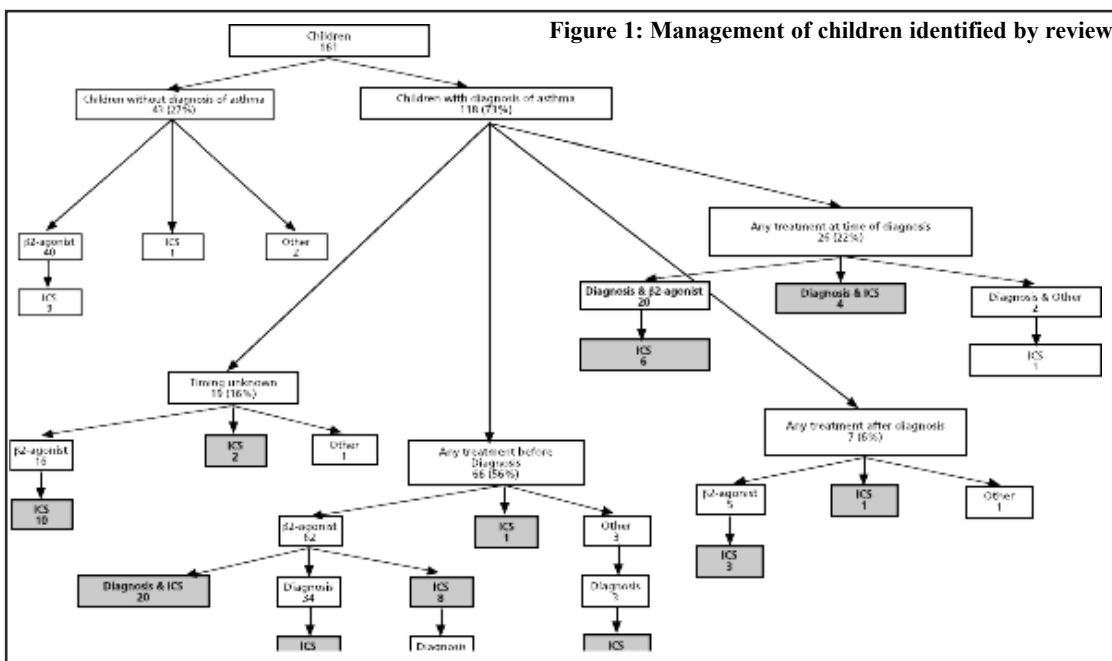 Figure 1: Management of children identified by review
Children
161
Children without diagnosis of asthma
43 (27%)
Children with diagnosis of asthma
118 (73%)
β2-agonist
40
ICS
1
Other
2
ICS
3
Any treatment at time of diagnosis
26 (22%)
Diagnosis & β2-agonist
20
Diagnosis & ICS
4
Diagnosis & Other
2
ICS
6
ICS
1
Timing unknown
19 (16%)
β2-agonist
16
ICS
2
Other
1
ICS
10
Any treatment before
Diagnosis
66 (56%)
Any treatment after diagnosis
7 (6%)
β2-agonist
5
ICS
1
Other
1
ICS
3
β2-agonist
62
ICS
1
Other
3
Diagnosis & ICS
20
Diagnosis
34
ICS
8
Diagnosis
3
ICS
Diagnosis
ICS